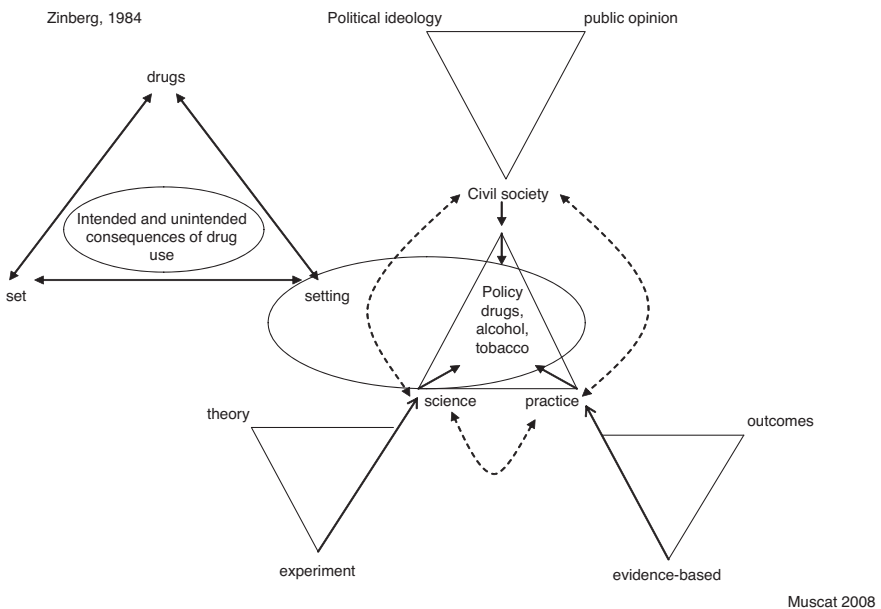 Zinberg, 1984
Political ideology
public opinion
drugs
Intended and unintended
consequences of drug
use
set
setting
Civil society
Policy
drugs,
alcohol,
tobacco
science
practice
theory
experiment
outcomes
evidence-based
Muscat 2008